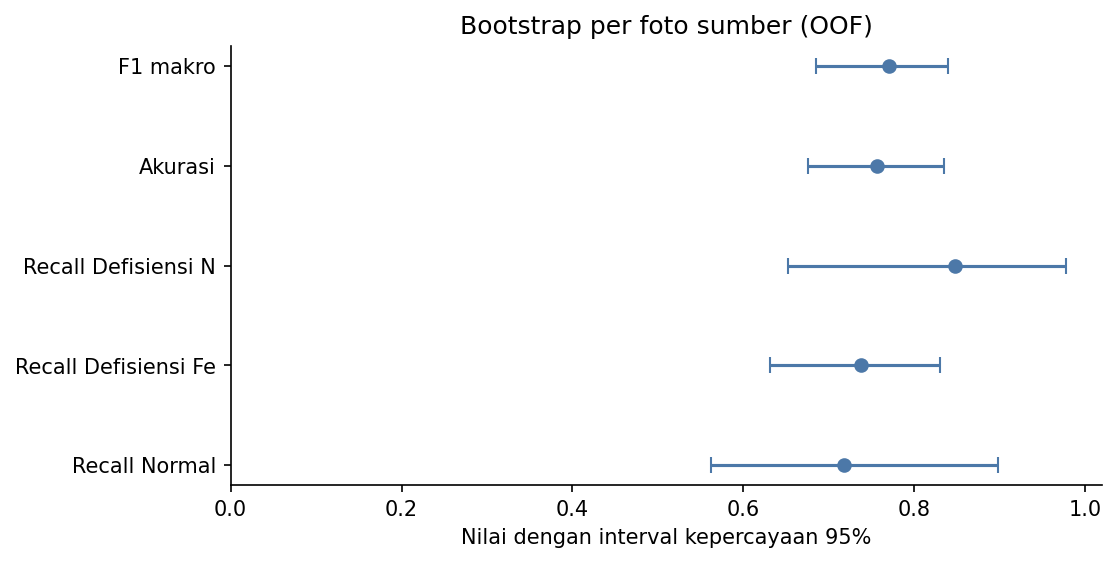 Bootstrap per foto sumber (OOF)
F1 makro
Akurasi
Recall Defisiensi N
Recall Defisiensi Fe
Recall Normal
0.0 0.2 0.4 0.6 0.8 1.0
Nilai dengan interval kepercayaan 95%